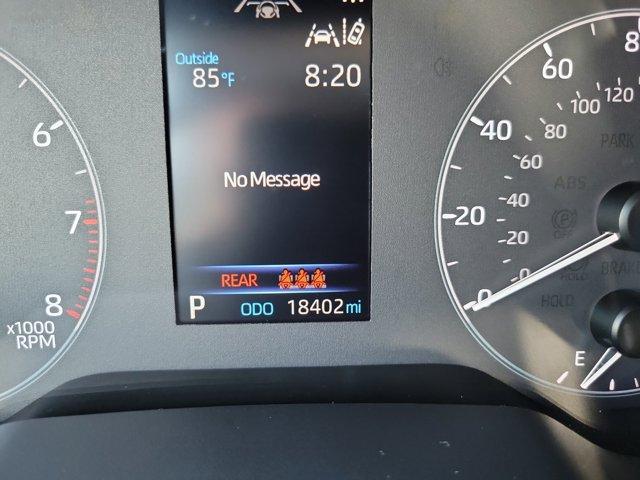 Outside
85°F 8:20
No Message
REAR
P ODO 18402 mi
6
7
8
x1000
RPM
60
40
20
0
120
100
80
60
40
20
0
PARK
ABS
HOLD
HOLD
E